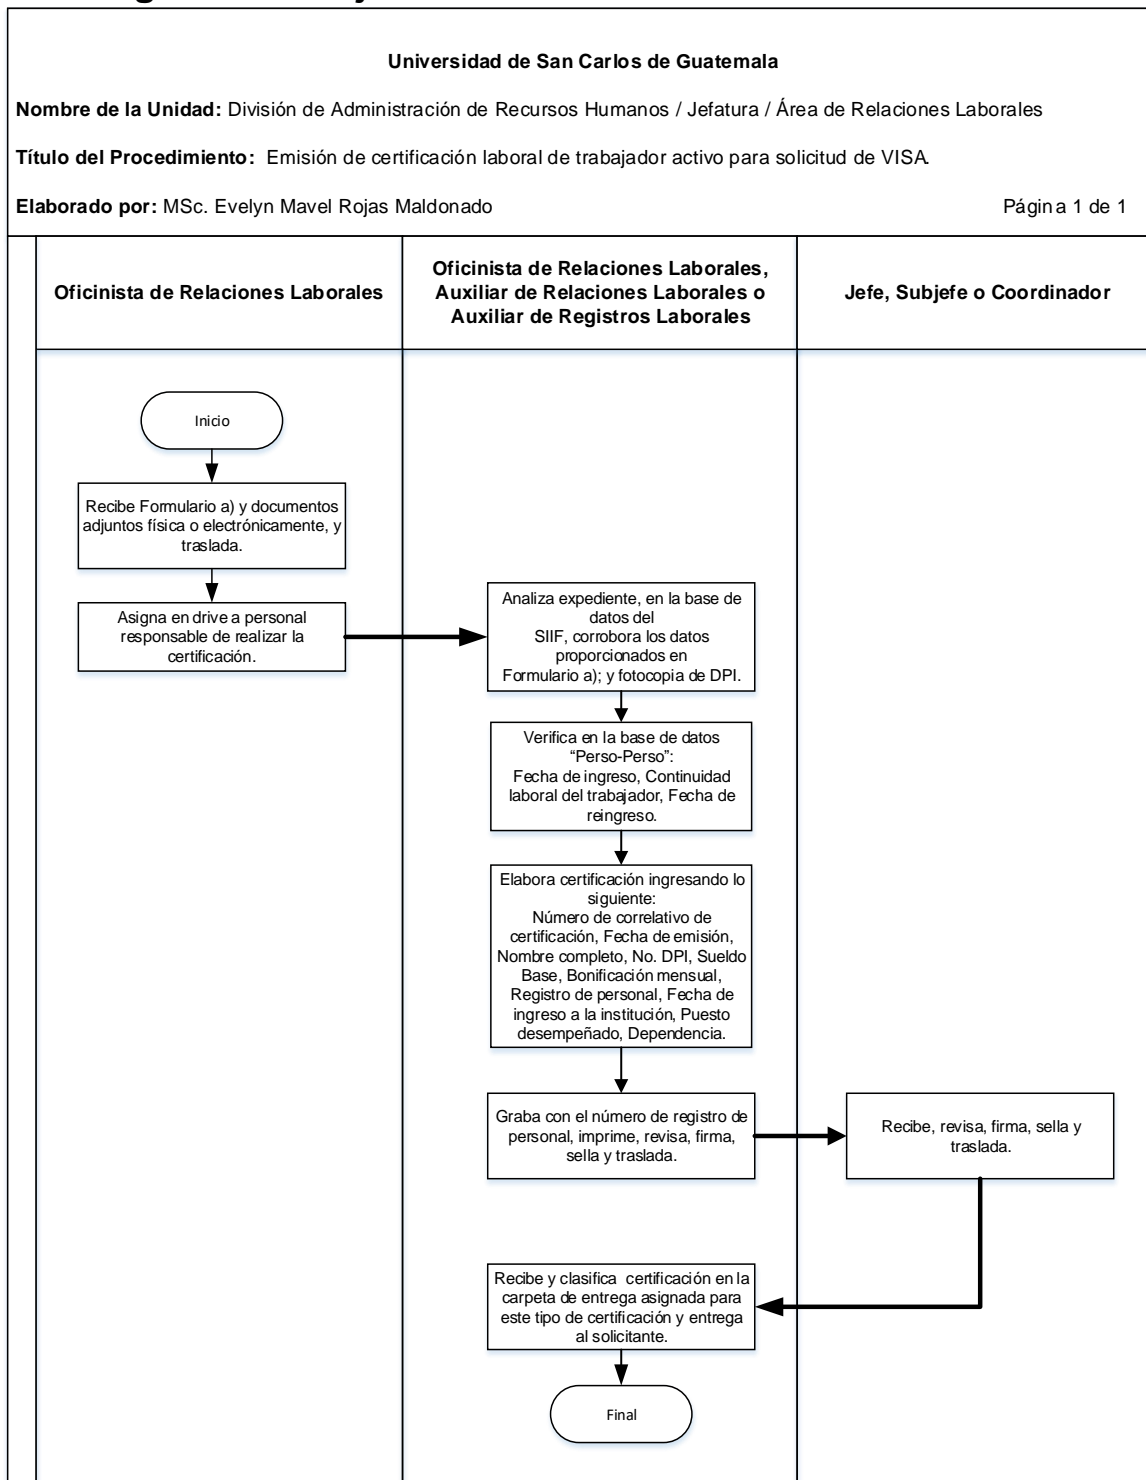 Universidad de San Carlos de Guatemala
Nombre de la Unidad: División de Administración de Recursos Humanos / Jefatura / Área de Relaciones Laborales
Título del Procedimiento: Emisión de certificación laboral de trabajador activo para solicitud de VISA.
Elaborado por: MSc. Evelyn Mavel Rojas Maldonado
Página 1 de 1
Oficinista de Relaciones Laborales
Oficinista de Relaciones Laborales,
Auxiliar de Relaciones Laborales o
Auxiliar de Registros Laborales
Jefe, Subjefe o Coordinador
Inicio
Recibe Formulario a) y documentos
adjuntos física o electrónicamente, y
traslada.
Asigna en drive a personal
responsable de realizar la
certificación.
Analiza expediente, en la base de
datos del
SIIF, corrobora los datos
proporcionados en
Formulario a); y fotocopia de DPI.
Verifica en la base de datos
“Perso-Perso”:
Fecha de ingreso, Continuidad
laboral del trabajador, Fecha de
reingreso.
Elabora certificación ingresando lo
siguiente:
Número de correlativo de
certificación, Fecha de emisión,
Nombre completo, No. DPI, Sueldo
Base, Bonificación mensual,
Registro de personal, Fecha de
ingreso a la institución, Puesto
desempeñado, Dependencia.
Graba con el número de registro de
personal, imprime, revisa, firma,
sella y traslada.
Recibe, revisa, firma, sella y
traslada.
Recibe y clasifica certificación en la
carpeta de entrega asignada para
este tipo de certificación y entrega
al solicitante.
Final